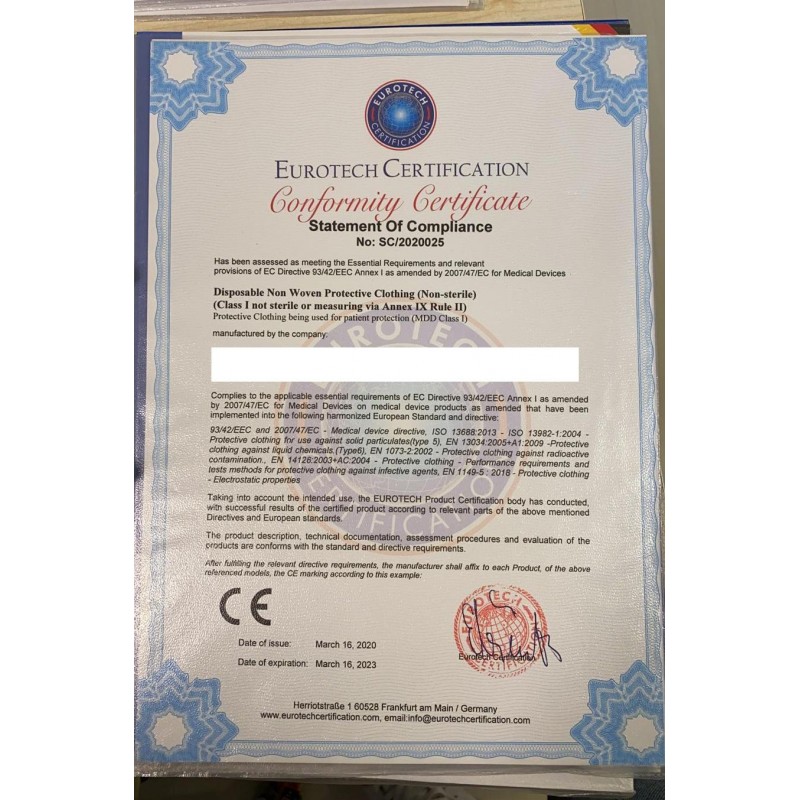 EUROTECH
CERTIFICATION
EUROTECH CERTIFICATION
Conformity Certificate
Statement Of Compliance
No: SC/2020025
Has been assessed as meeting the Essential Requirements and relevant
provisions of EC Directive 93/42/EEC Annex I as amended by 2007/47/EC for Medical Devices
Disposable Non Woven Protective Clothing (Non-sterile)
(Class I not sterile or measuring via Annex IX Rule II)
Protective Clothing being used for patient protection (MDD Class I)
manufactured by the company:
Complies to the applicable essential requirements of EC Directive 93/42/EEC Annex I as amended
by 2007/47/EC for Medical Devices on medical device products as amended that have been
implemented into the following harmonized European Standard and directive:
93/42/EEC and 2007/47/EC - Medical device directive, ISO 13688:2013 - ISO 13982-1:2004 -
Protective clothing for use against solid particulates(type 5), EN 13034:2005+A1:2009 -Protective
clothing against liquid chemicals.(Type6), EN 1073-2:2002 - Protective clothing against radioactive
contamination., EN 14126:2003+AC:2004 - Protective clothing - Performance requirements and
tests methods for protective clothing against infective agents, EN 1149-5 : 2018 - Protective clothing
- Electrostatic properties
Taking into account the intended use, the EUROTECH Product Certification body has conducted,
with successful results of the certified product according to relevant parts of the above mentioned
Directives and European standards.
The product description, technical documentation, assessment procedures and evaluation of the
products are conforms with the standard and directive requirements.
After fulfilling the relevant directive requirements, the manufacturer shall affix to each Product, of the above
referenced models, the CE marking according to this example:
CE
EUROTECH
Eurotech Certification
CERTIFICATION
Date of issue: March 16, 2020
Date of expiration: March 16, 2023
Herriotstraße 1 60528 Frankfurt am Main / Germany
www.eurotechcertification.com, email:info@eurotechcertification.com